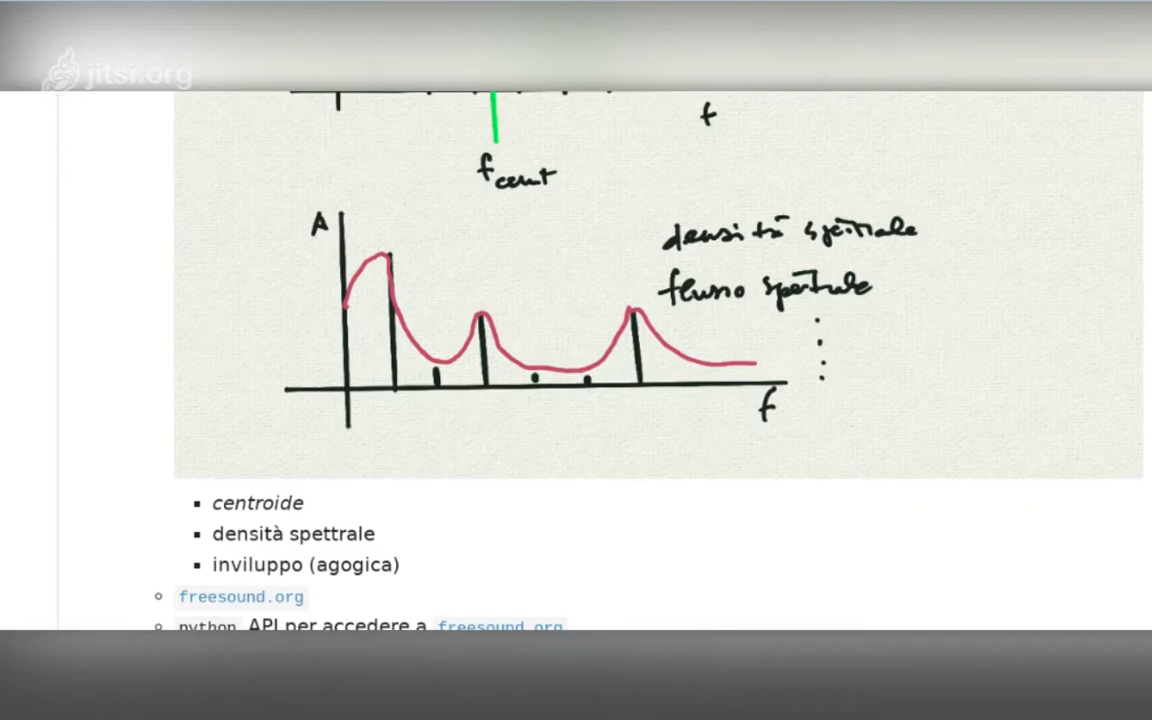 jitsi.org
f
fcent
A
densità spettrale
flusso spettrale
f
centroide
densità spettrale
inviluppo (agogica)
freesound.org
python API per accedere a freesound.org